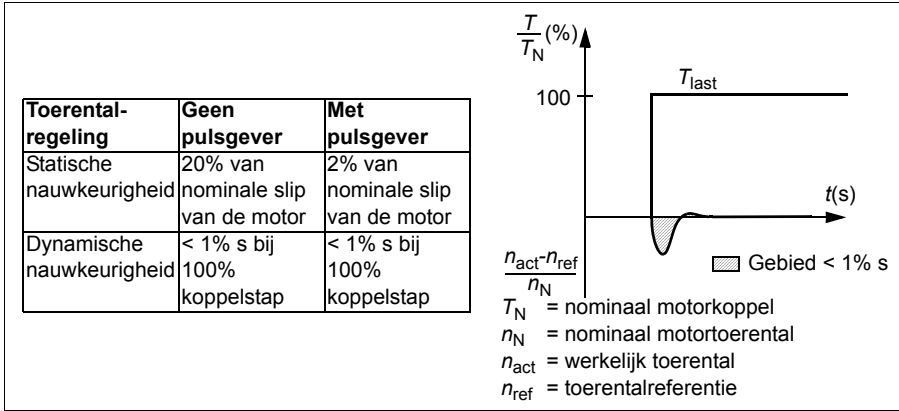 Toerental-
regeling
Geen
pulsgever
Met
pulsgever
Statische
nauwkeurigheid
20% van
nominale slip
van de motor
2% van
nominale slip
van de motor
Dynamische
nauwkeurigheid
< 1% s bij
100%
koppelstap
< 1% s bij
100%
koppelstap
T
T_N (%)
100
T_last
t(s)
n_act-n_ref
n_N
Gebied < 1% s
T_N = nominaal motorkoppel
n_N = nominaal motortoerental
n_act = werkelijk toerental
n_ref = toerentalreferentie